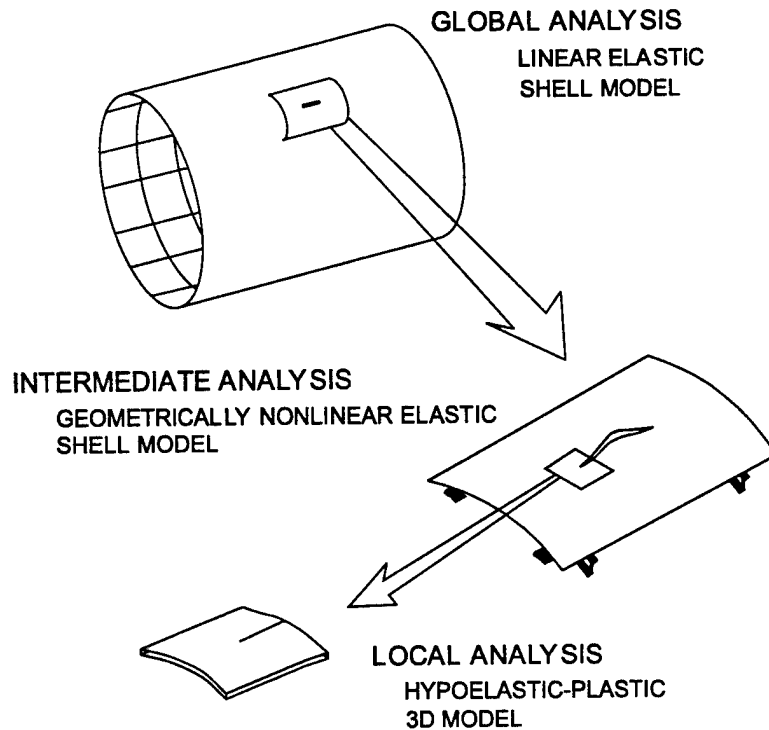 GLOBAL ANALYSIS
LINEAR ELASTIC
SHELL MODEL
INTERMEDIATE ANALYSIS
GEOMETRICALLY NONLINEAR ELASTIC
SHELL MODEL
LOCAL ANALYSIS
HYPOELASTIC-PLASTIC
3D MODEL